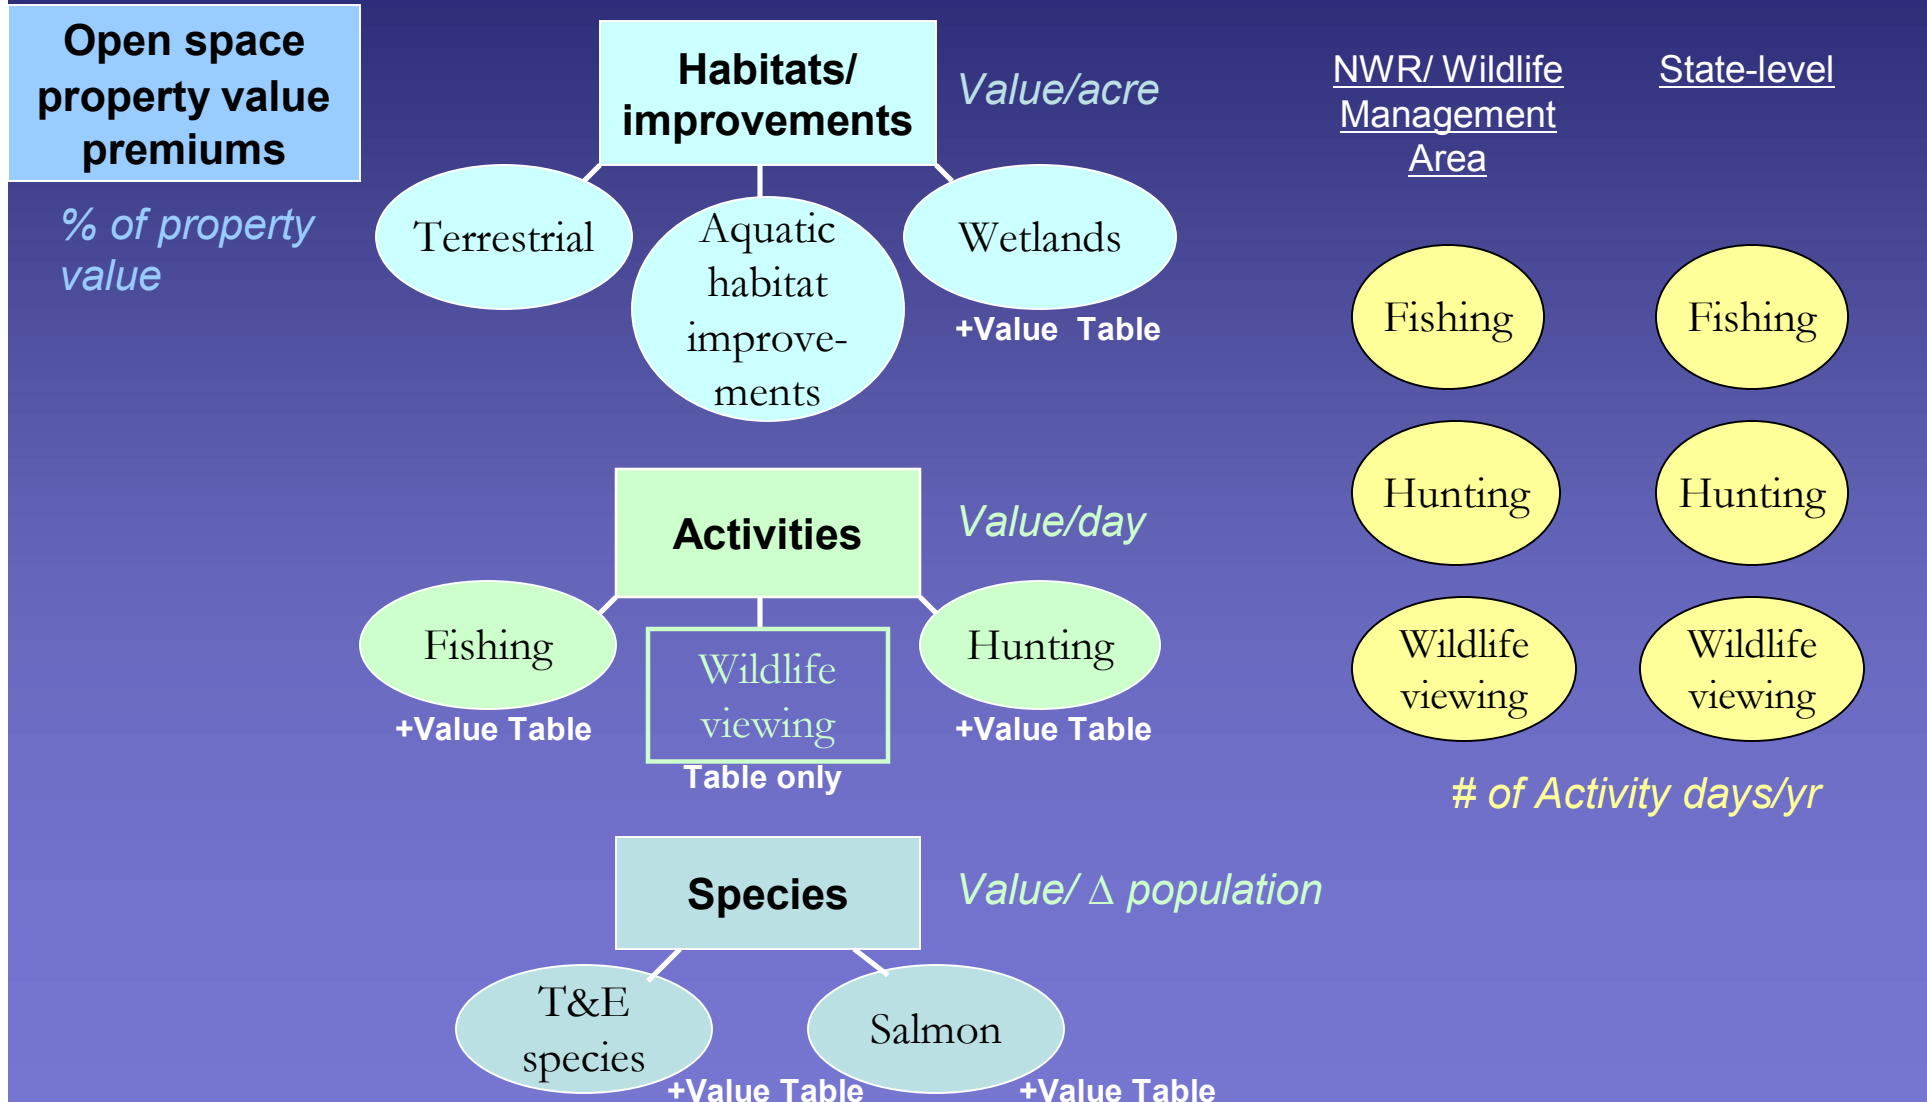 Open space
property value
premiums
% of property
value
Habitats/
improvements
Value/acre
Terrestrial
Aquatic
habitat
improve-
ments
Wetlands
+Value Table
Activities
Value/day
Fishing
+Value Table
Wildlife
viewing
Table only
Hunting
+Value Table
Species
Value/ Δ population
T&E
species
+Value Table
Salmon
+Value Table
NWR/ Wildlife
Management
Area
State-level
Fishing
Fishing
Hunting
Hunting
Wildlife
viewing
Wildlife
viewing
# of Activity days/yr